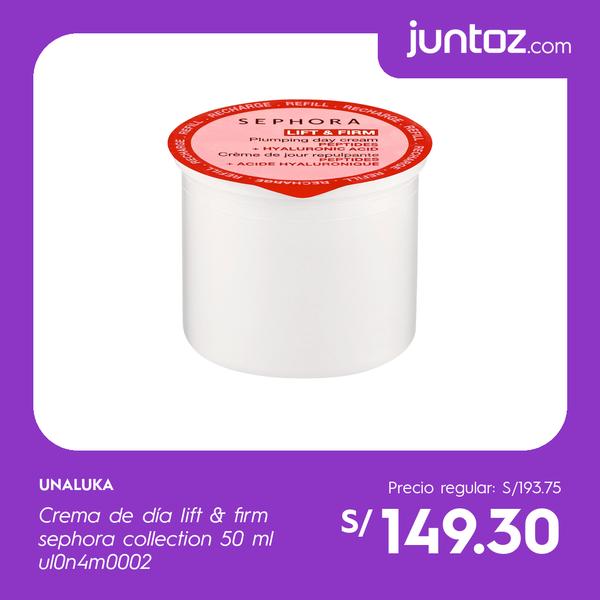 juntoz.com
RECHARGE . REFILL . RECHARGE . REFILL . RECHARGE . REFILL
SEPHORA
LIFT & FIRM
Plumping day cream
PEPTIDES
+ HYALURONIC ACID
Crème de jour repulpante
PEPTIDES
+ ACIDE HYALURONIQUE
UNALUKA
Precio regular: S/193.75
Crema de día lift & firm
sephora collection 50 ml
ul0n4m0002
S/ 149.30